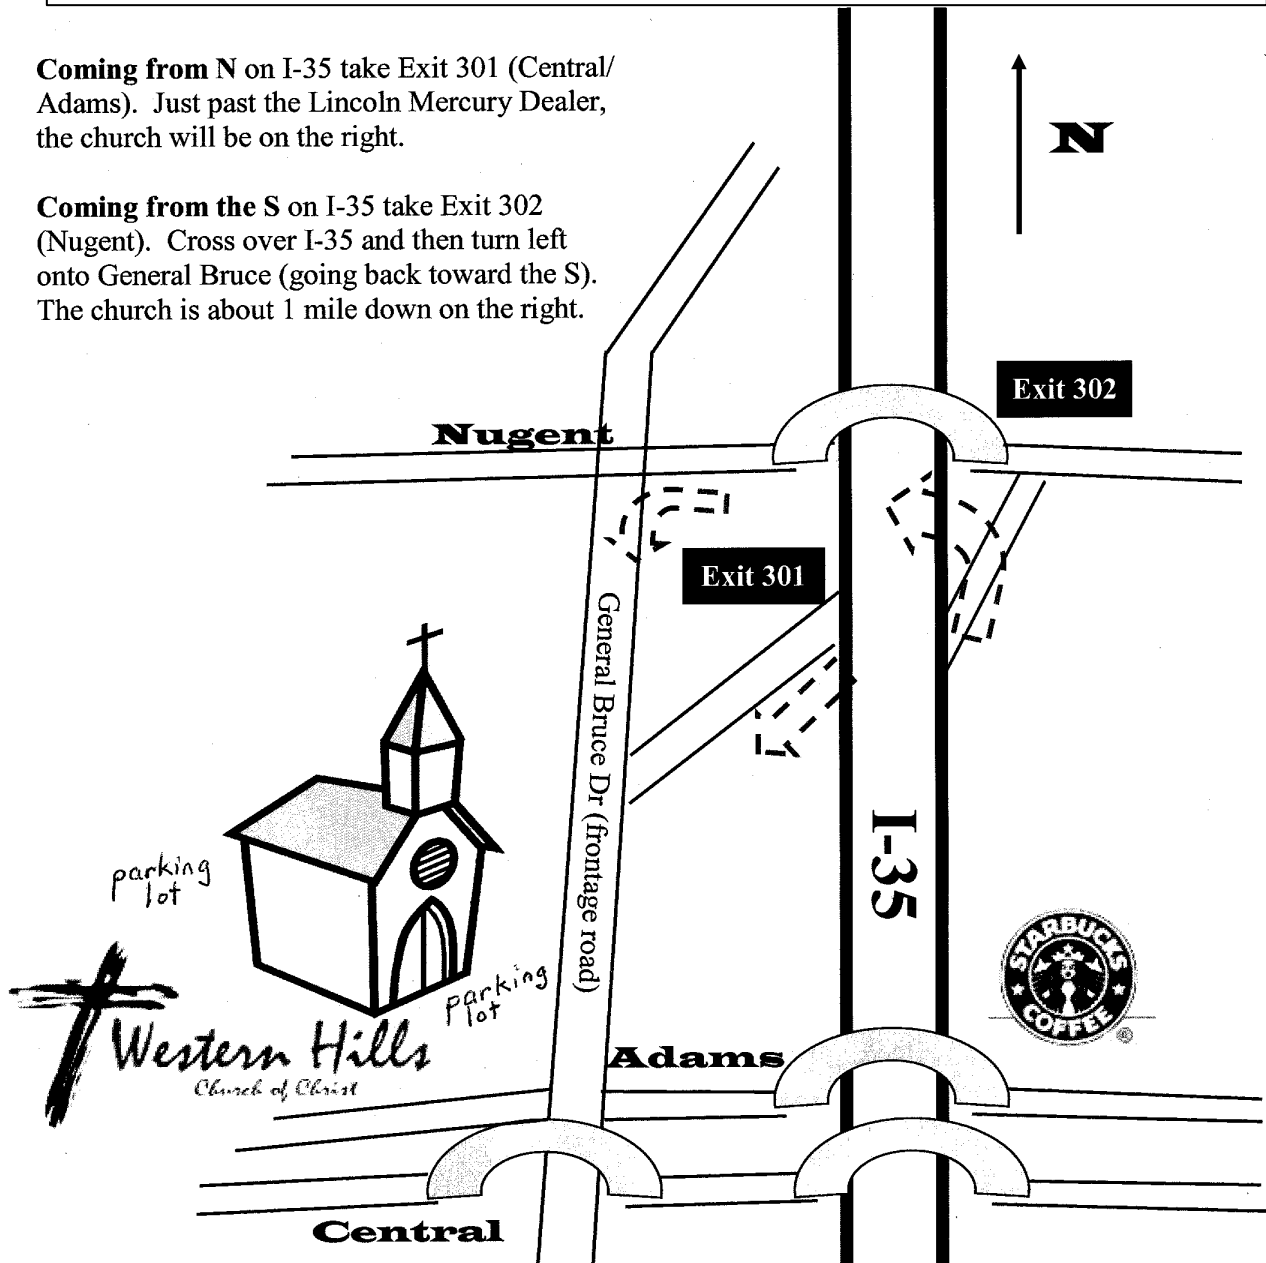 Coming from N on I-35 take Exit 301 (Central/
Adams). Just past the Lincoln Mercury Dealer,
the church will be on the right.
Coming from the S on I-35 take Exit 302
(Nugent). Cross over I-35 and then turn left
onto General Bruce (going back toward the S).
The church is about 1 mile down on the right.
N
Exit 302
Nugent
Exit 301
General Bruce Dr (frontage road)
I-35
parking
lot
parking
lot
STARBUCKS
COFFEE
®
Western Hills
Church of Christ
Adams
Central